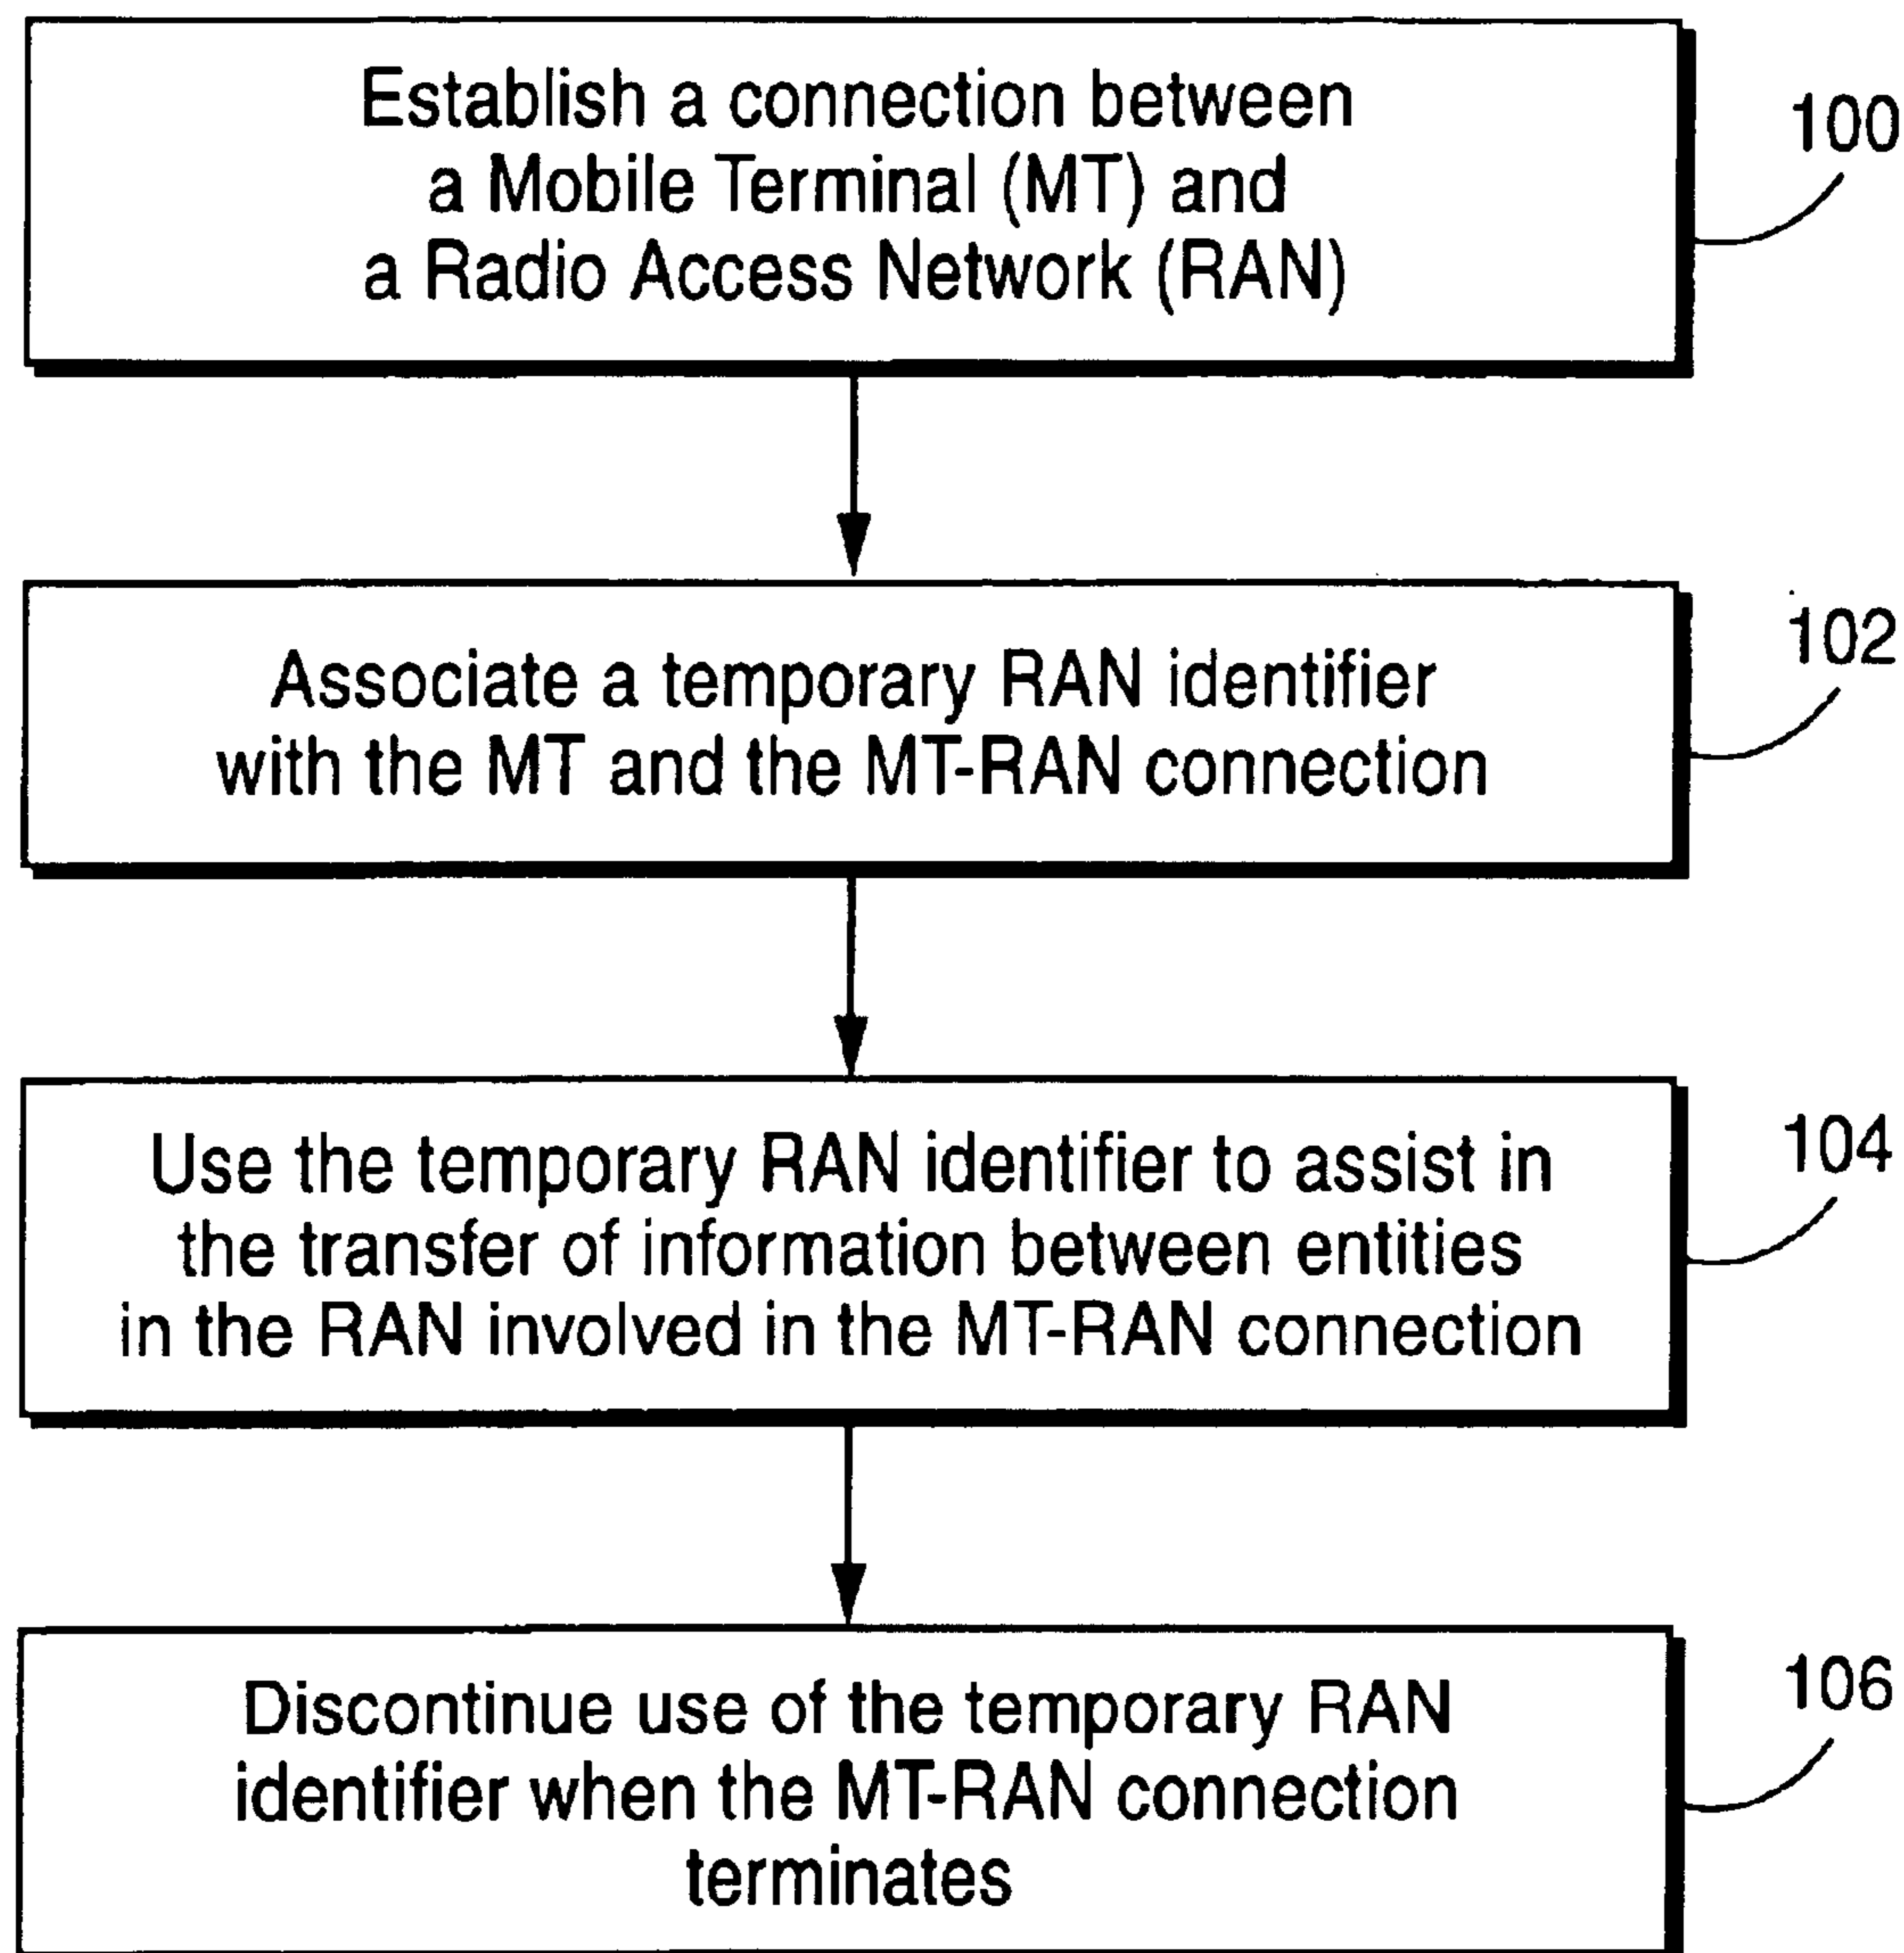 Establish a connection between
a Mobile Terminal (MT) and
a Radio Access Network (RAN)
100
Associate a temporary RAN identifier
with the MT and the MT-RAN connection
102
Use the temporary RAN identifier to assist in
the transfer of information between entities
in the RAN involved in the MT-RAN connection
104
Discontinue use of the temporary RAN
identifier when the MT-RAN connection
terminates
106